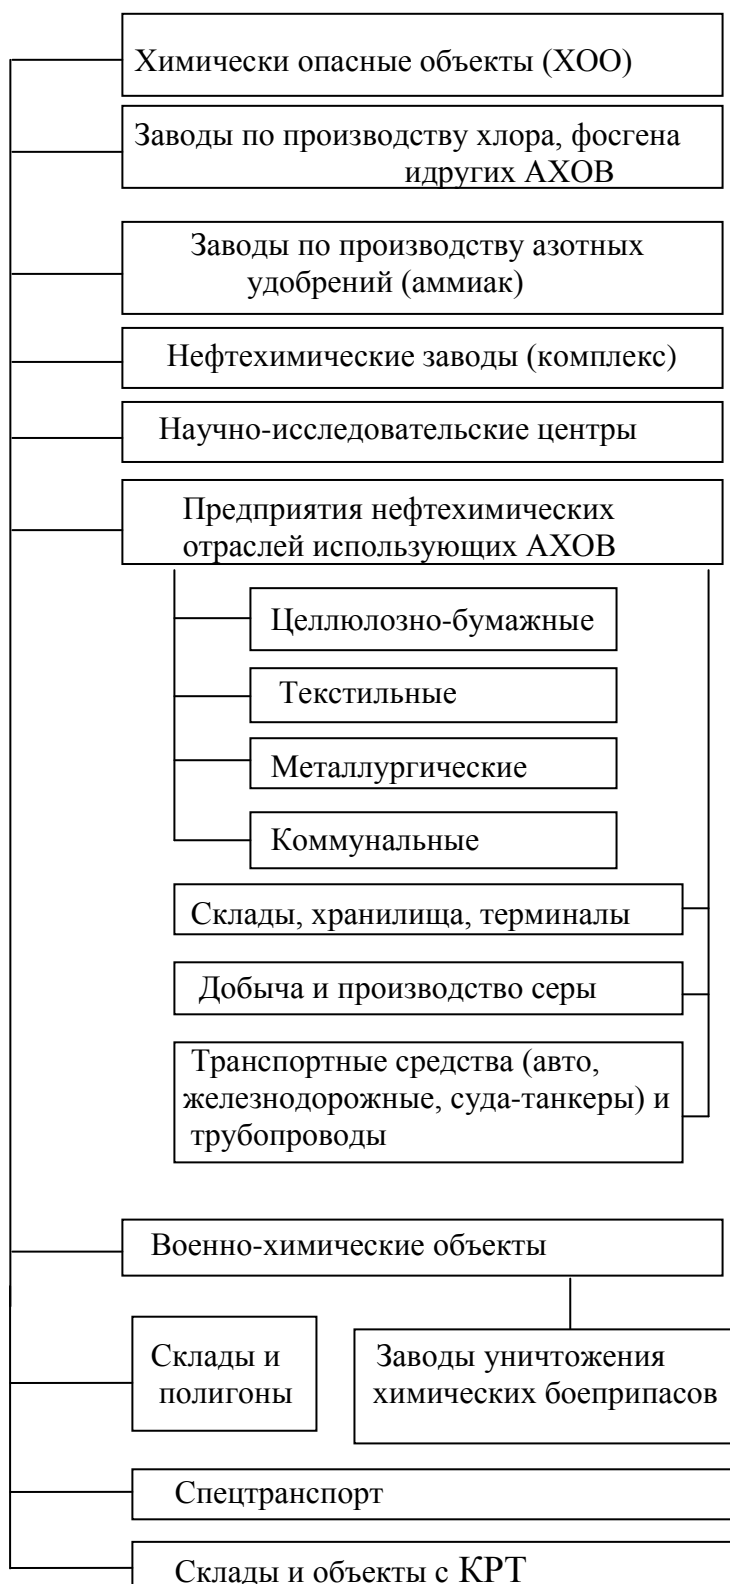 Химически опасные объекты (ХОО)
Заводы по производству хлора, фосгена
идругих АХОВ
Заводы по производству азотных
удобрений (аммиак)
Нефтехимические заводы (комплекс)
Научно-исследовательские центры
Предприятия нефтехимических
отраслей использующих АХОВ
Целлюлозно-бумажные
Текстильные
Металлургические
Коммунальные
Склады, хранилища, терминалы
Добыча и производство серы
Транспортные средства (авто,
железнодорожные, суда-танкеры) и
трубопроводы
Военно-химические объекты
Склады и
полигоны
Заводы уничтожения
химических боеприпасов
Спецтранспорт
Склады и объекты с КРТ